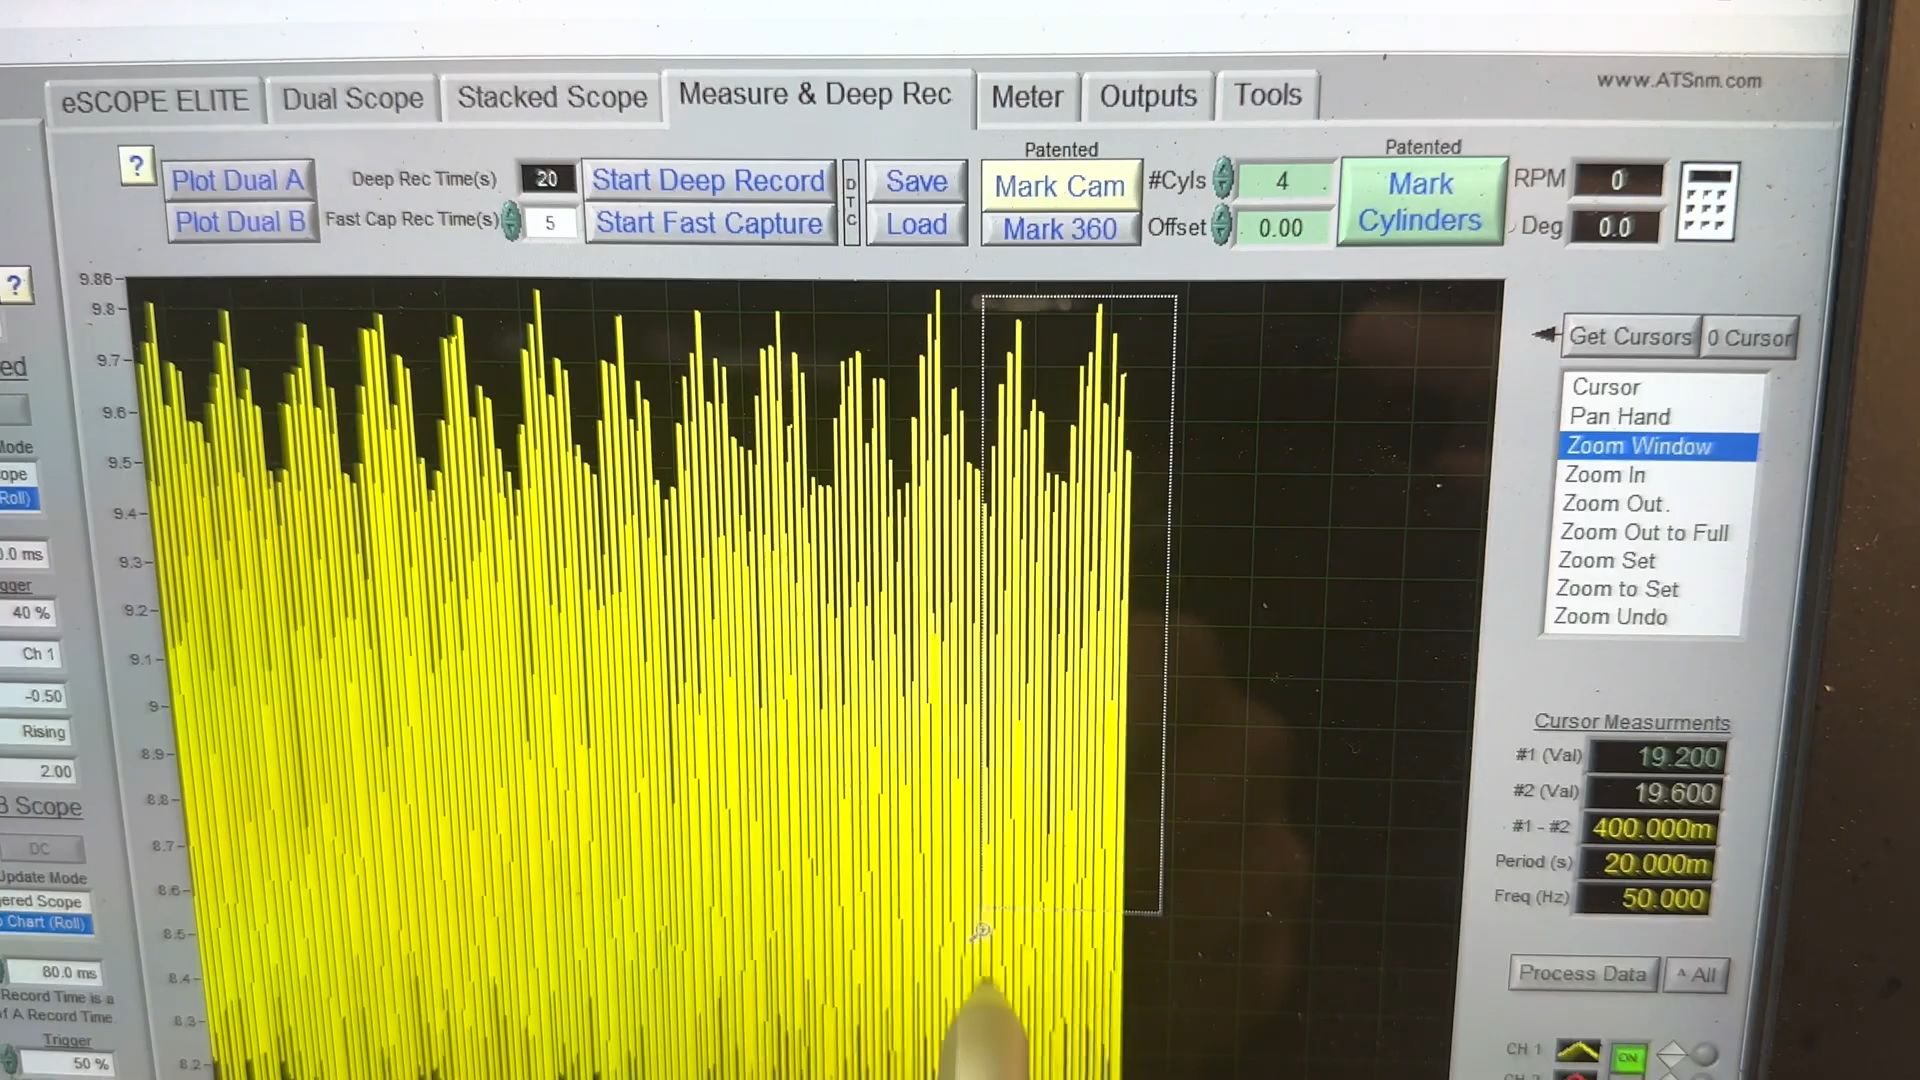 www.ATSnm.com
eSCOPE ELITE Dual Scope Stacked Scope Measure & Deep Rec Meter Outputs Tools
Patented
Patented
? Plot Dual A Deep Rec Time(s) 20 Start Deep Record Save Mark Cam #Cyls 4 Mark Cylinders RPM 0
Plot Dual B Fast Cap Rec Time(s) 5 Start Fast Capture DTC Load Mark 360 Offset 0.00 Deg 0.0
?
ed
Mode
ope
Roll)
0.0 ms
gger
40 %
Ch 1
-0.50
Rising
2.00
B Scope
DC
Update Mode
ered Scope
Chart (Roll)
80.0 ms
Record Time is a
of A Record Time
Trigger
50 %
9.86
9.8
9.7
9.6
9.5
9.4
9.3
9.2
9.1
9
8.9
8.8
8.7
8.6
8.5
8.4
8.3
8.2
Get Cursors 0 Cursor
Cursor
Pan Hand
Zoom Window
Zoom In
Zoom Out
Zoom Out to Full
Zoom Set
Zoom to Set
Zoom Undo
Cursor Measurments
#1 (Val) 19.200
#2 (Val) 19.600
#1 - #2 400.000m
Period (s) 20.000m
Freq (Hz) 50.000
Process Data ^ All
CH 1 ON